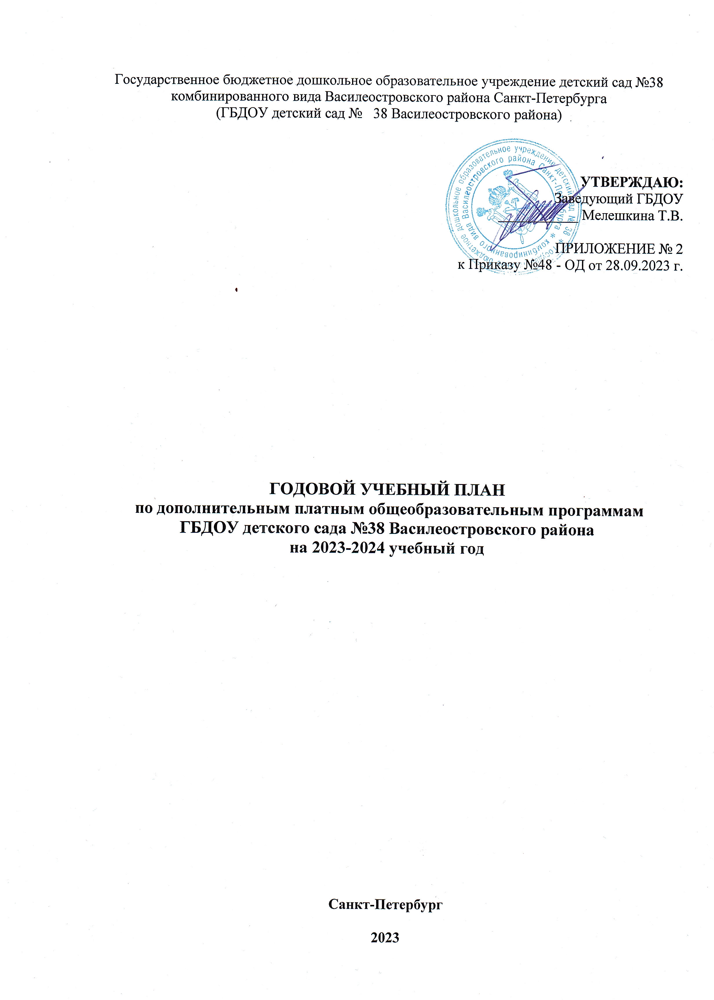 Государственное бюджетное дошкольное образовательное учреждение детский сад №38
комбинированного вида Василеостровского района Санкт-Петербурга
(ГБДОУ детский сад № 38 Василеостровского района)
дошкольное образовательное учреждение детский сад № 38 *
комбинированного вида Василеостровского района Санкт-Петербурга *
УТВЕРЖДАЮ:
Заведующий ГБДОУ
Мелешкина Т.В.
ПРИЛОЖЕНИЕ № 2
к Приказу №48 - ОД от 28.09.2023 г.
ГОДОВОЙ УЧЕБНЫЙ ПЛАН
по дополнительным платным общеобразовательным программам
ГБДОУ детского сада №38 Василеостровского района
на 2023-2024 учебный год
Санкт-Петербург
2023